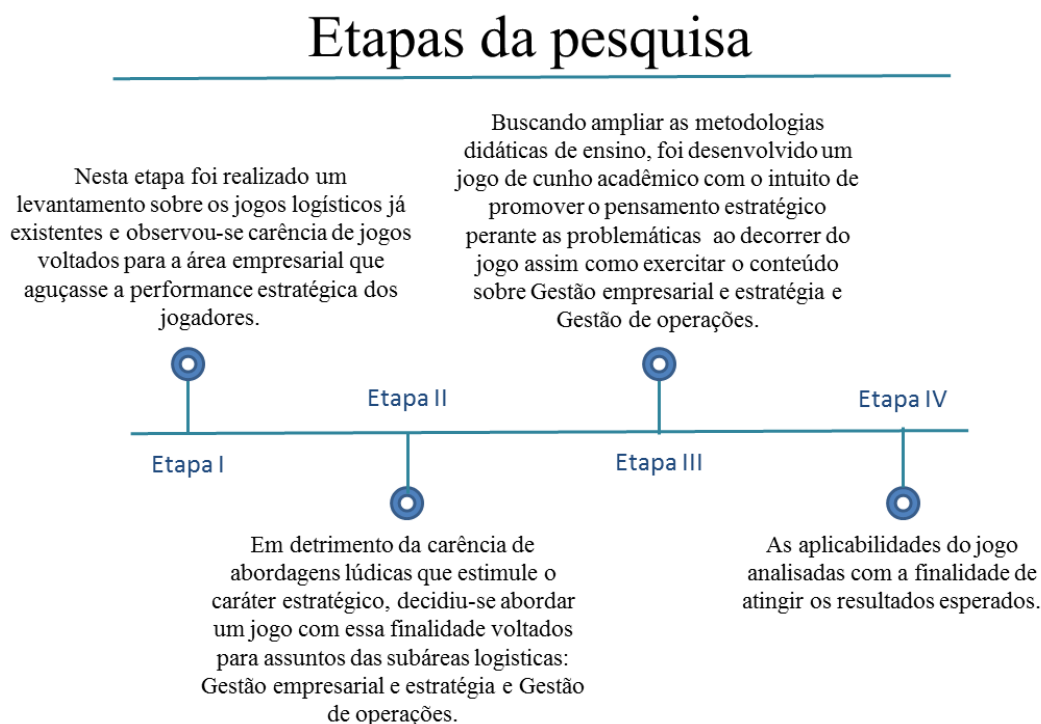 Etapas da pesquisa
Nesta etapa foi realizado um
levantamento sobre os jogos logísticos já
existentes e observou-se carência de jogos
voltados para a área empresarial que
aguçasse a performance estratégica dos
jogadores.
Etapa I
Etapa II
Em detrimento da carência de
abordagens lúdicas que estimule o
caráter estratégico, decidiu-se abordar
um jogo com essa finalidade voltados
para assuntos das subáreas logisticas:
Gestão empresarial e estratégia e Gestão
de operações.
Buscando ampliar as metodologias
didáticas de ensino, foi desenvolvido um
jogo de cunho acadêmico com o intuito de
promover o pensamento estratégico
perante as problemáticas ao decorrer do
jogo assim como exercitar o conteúdo
sobre Gestão empresarial e estratégia e
Gestão de operações.
Etapa III
Etapa IV
As aplicabilidades do jogo
analisadas com a finalidade de
atingir os resultados esperados.